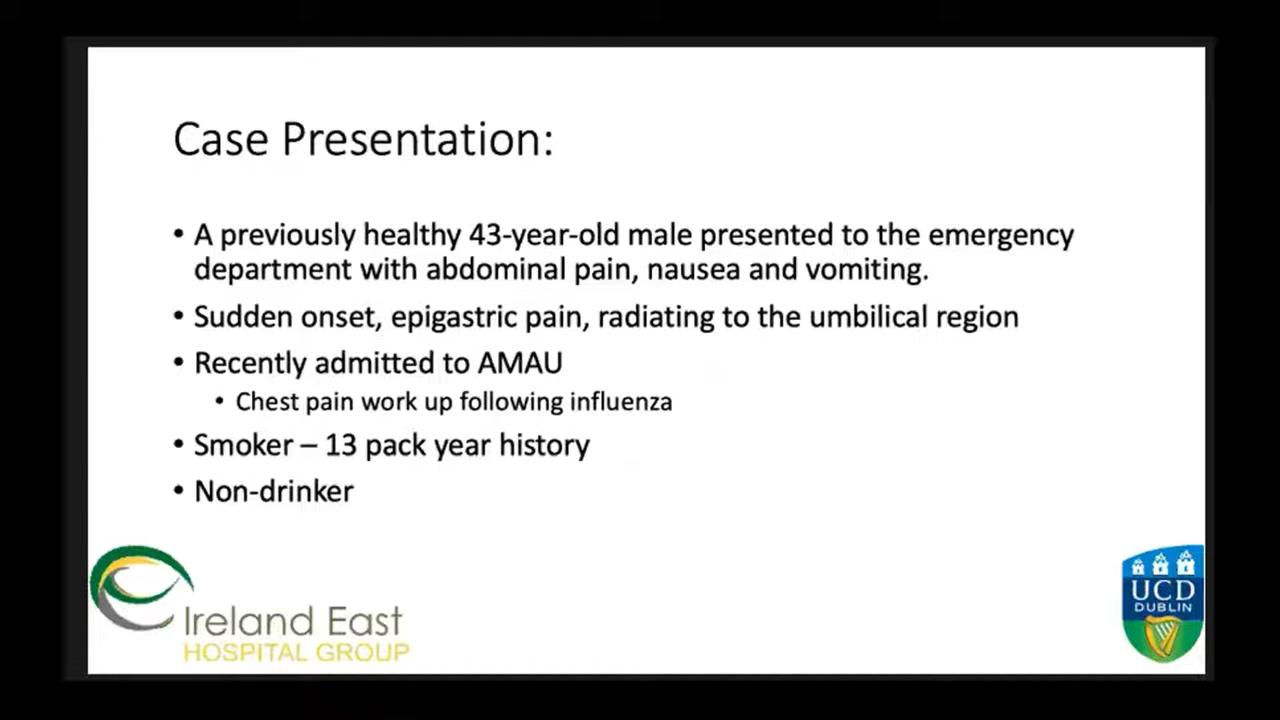 Case Presentation:
• A previously healthy 43-year-old male presented to the emergency
department with abdominal pain, nausea and vomiting.
• Sudden onset, epigastric pain, radiating to the umbilical region
• Recently admitted to AMAU
• Chest pain work up following influenza
• Smoker – 13 pack year history
• Non-drinker
Ireland East
HOSPITAL GROUP
UCD
DUBLIN